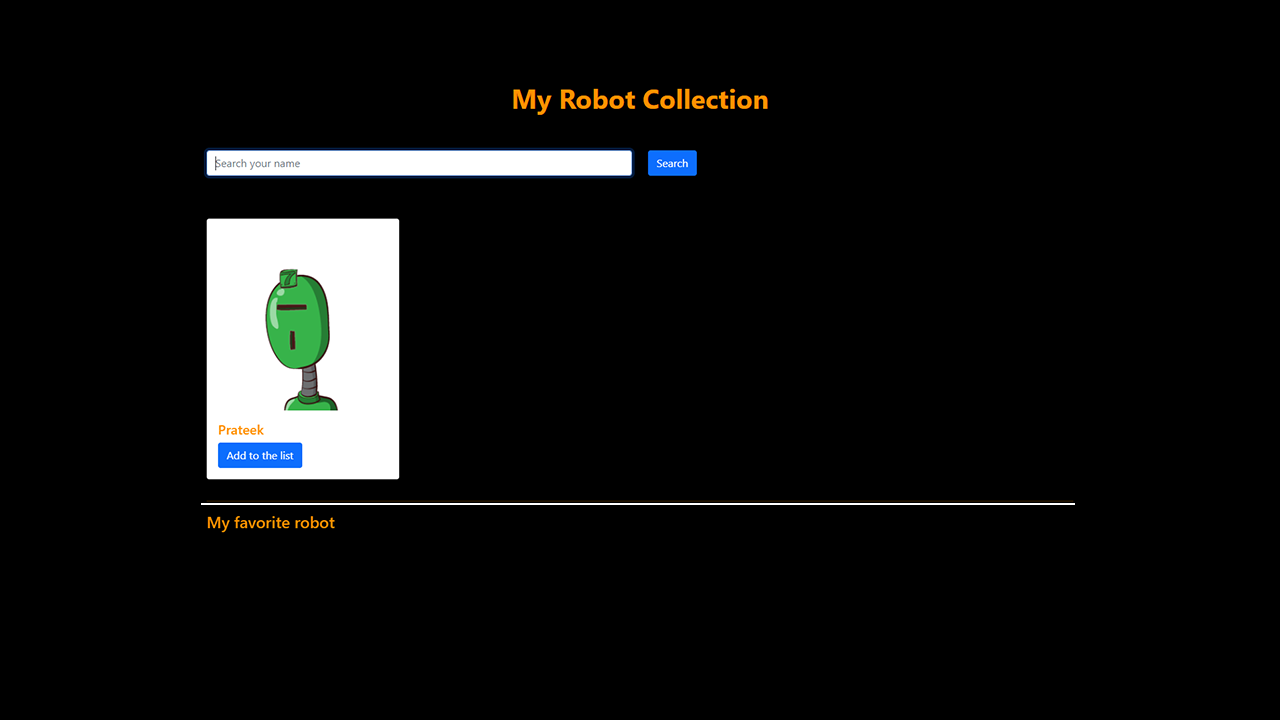 My Robot Collection
Search your name
Search
Prateek
Add to the list
My favorite robot